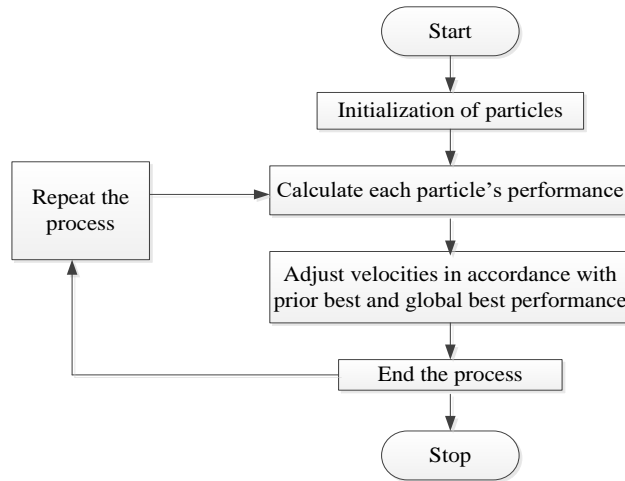 Start
Initialization of particles
Calculate each particle's performance
Repeat the
process
Adjust velocities in accordance with
prior best and global best performance
End the process
Stop